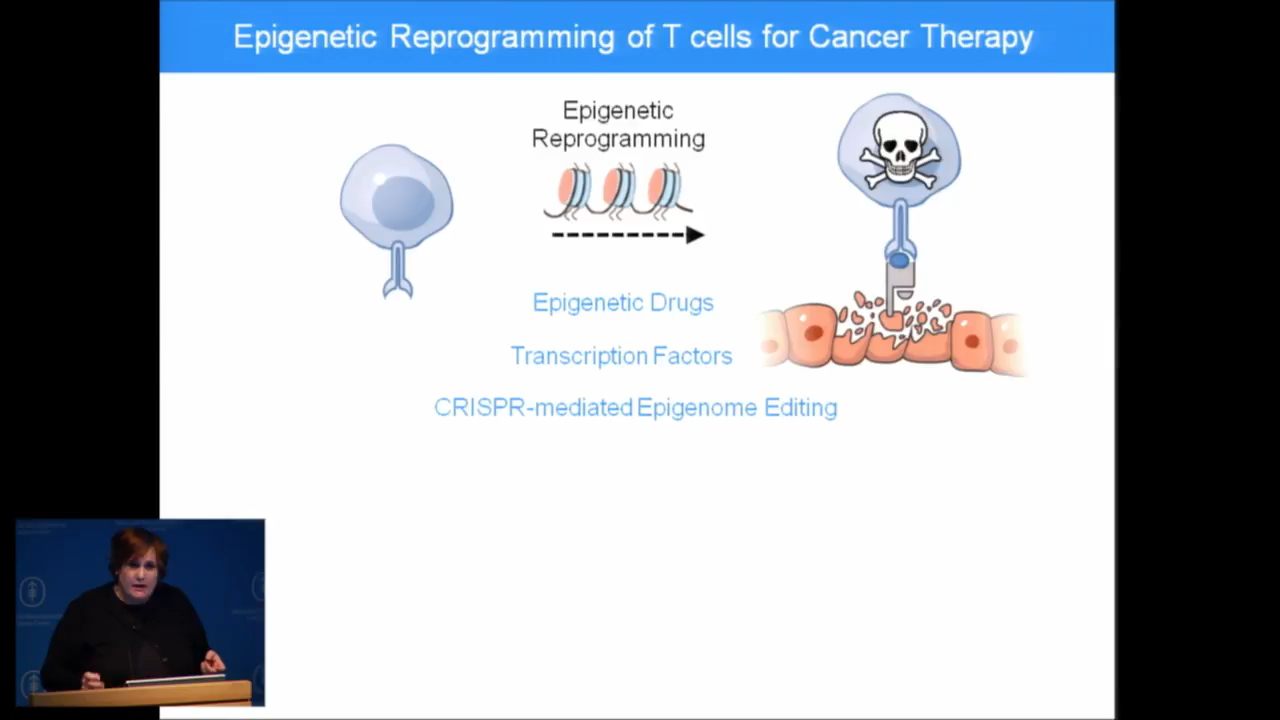 Epigenetic Reprogramming of T cells for Cancer Therapy
Epigenetic
Reprogramming
Epigenetic Drugs
Transcription Factors
CRISPR-mediated Epigenome Editing